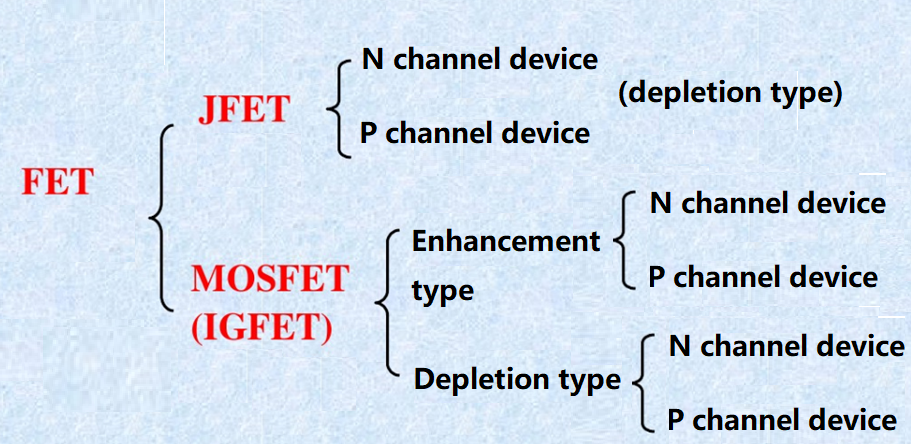 FET
JFET
N channel device
P channel device
(depletion type)
MOSFET
(IGFET)
Enhancement
type
N channel device
P channel device
Depletion type
N channel device
P channel device